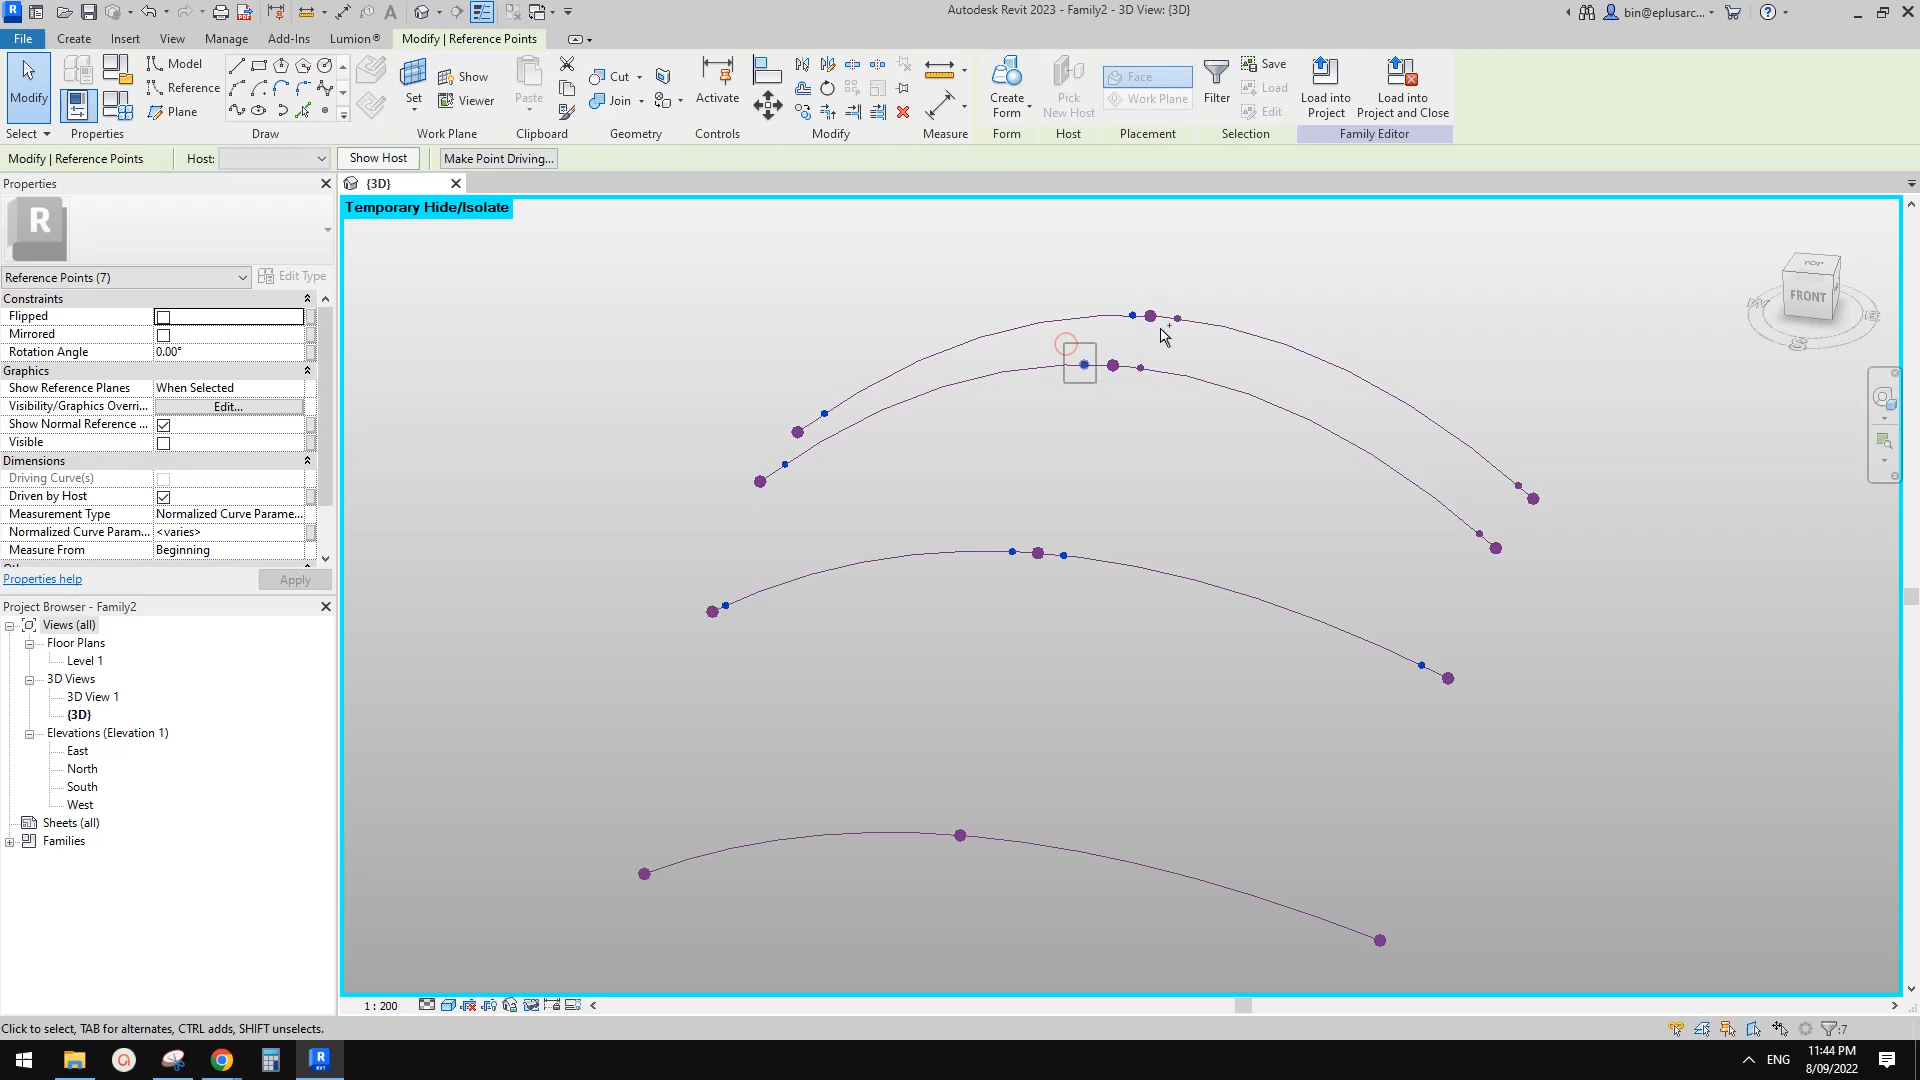 Autodesk Revit 2023 - Family2 - 3D View: {3D}
bin@eplusarc...
File
Create
Insert
View
Manage
Add-Ins
Lumion®
Modify | Reference Points
Modify
Model
Reference
Plane
Set
Show
Viewer
Paste
Cut
Join
Activate
Create
Form
Pick
New Host
Face
Work Plane
Filter
Save
Load
Edit
Load into
Project
Load into
Project and Close
Select
Properties
Draw
Work Plane
Clipboard
Geometry
Controls
Modify
Measure
Form
Host
Placement
Selection
Family Editor
Modify | Reference Points
Host:
Show Host
Make Point Driving...
Properties
R
Reference Points (7)
Edit Type
Constraints
Flipped
Mirrored
Rotation Angle
0.00°
Graphics
Show Reference Planes
When Selected
Visibility/Graphics Overri...
Edit...
Show Normal Reference ...
Visible
Dimensions
Driving Curve(s)
Driven by Host
Measurement Type
Normalized Curve Parame...
Normalized Curve Param...
<varies>
Measure From
Beginning
Properties help
Apply
Project Browser - Family2
Views (all)
Floor Plans
Level 1
3D Views
3D View 1
{3D}
Elevations (Elevation 1)
East
North
South
West
Sheets (all)
Families
{3D}
Temporary Hide/Isolate
TOP
FRONT
W
E
S
1 : 200
Click to select, TAB for alternates, CTRL adds, SHIFT unselects.
:7
ENG
11:44 PM
8/09/2022